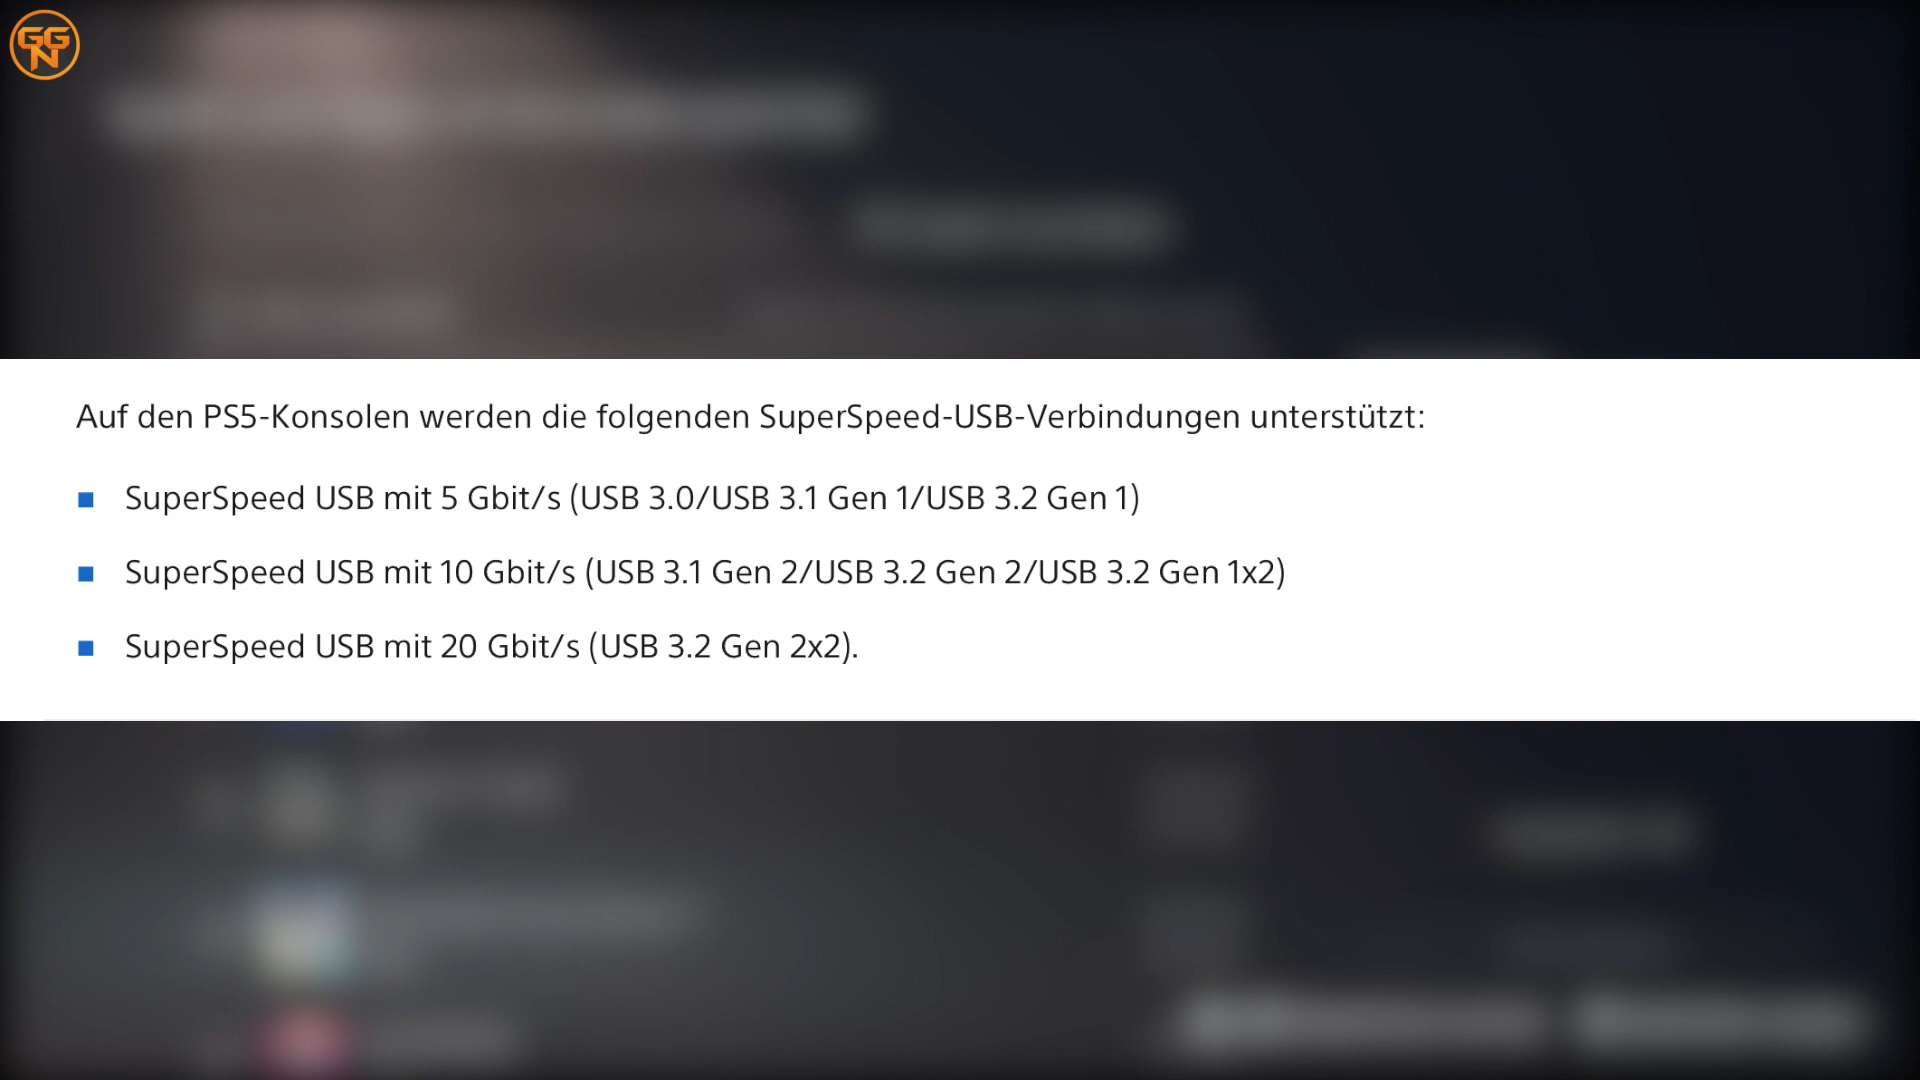 GGN
Auf den PS5-Konsolen werden die folgenden SuperSpeed-USB-Verbindungen unterstützt:
SuperSpeed USB mit 5 Gbit/s (USB 3.0/USB 3.1 Gen 1/USB 3.2 Gen 1)
SuperSpeed USB mit 10 Gbit/s (USB 3.1 Gen 2/USB 3.2 Gen 2/USB 3.2 Gen 1x2)
SuperSpeed USB mit 20 Gbit/s (USB 3.2 Gen 2x2).